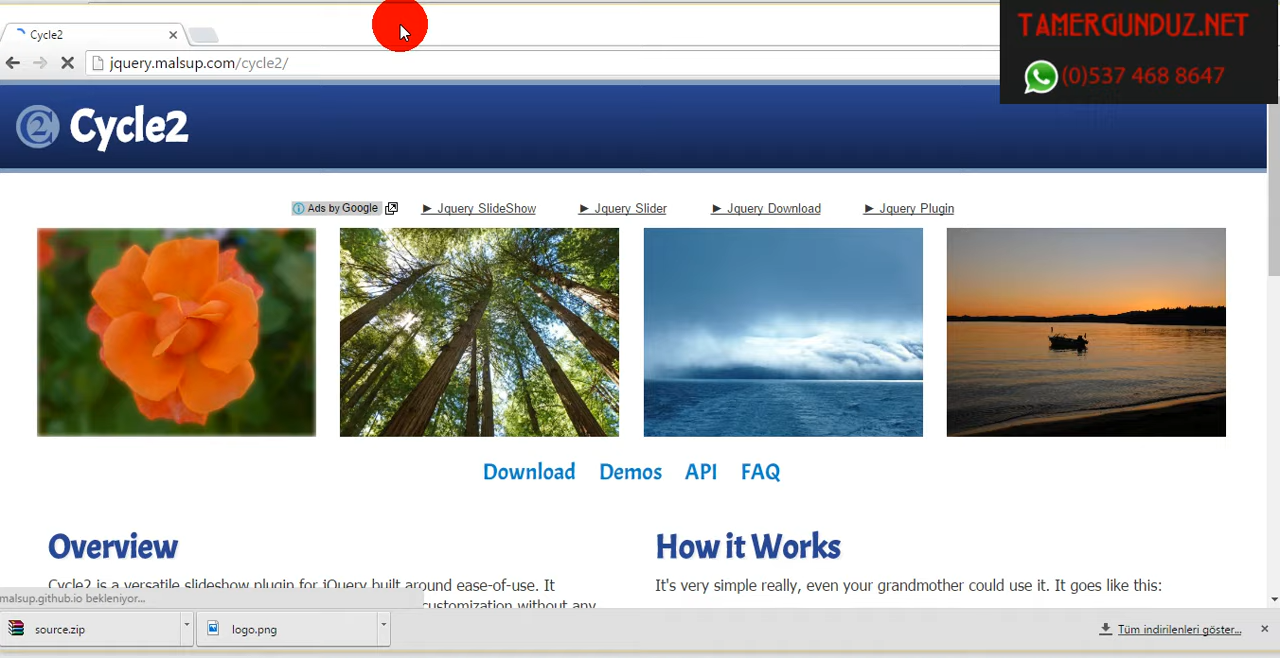 Cycle2
TAMERGUNDUZ.NET
(0)537 468 8647
jquery.malsup.com/cycle2/
Cycle2
Ads by Google ► Jquery SlideShow ► Jquery Slider ► Jquery Download ► Jquery Plugin
Download Demos API FAQ
Overview
Cycle2 is a versatile slideshow plugin for jQuery built around ease-of-use. It
customization without any
How it Works
It's very simple really, even your grandmother could use it. It goes like this:
malsup.github.io bekleniyor...
source.zip
logo.png
Tüm indirilenleri göster...